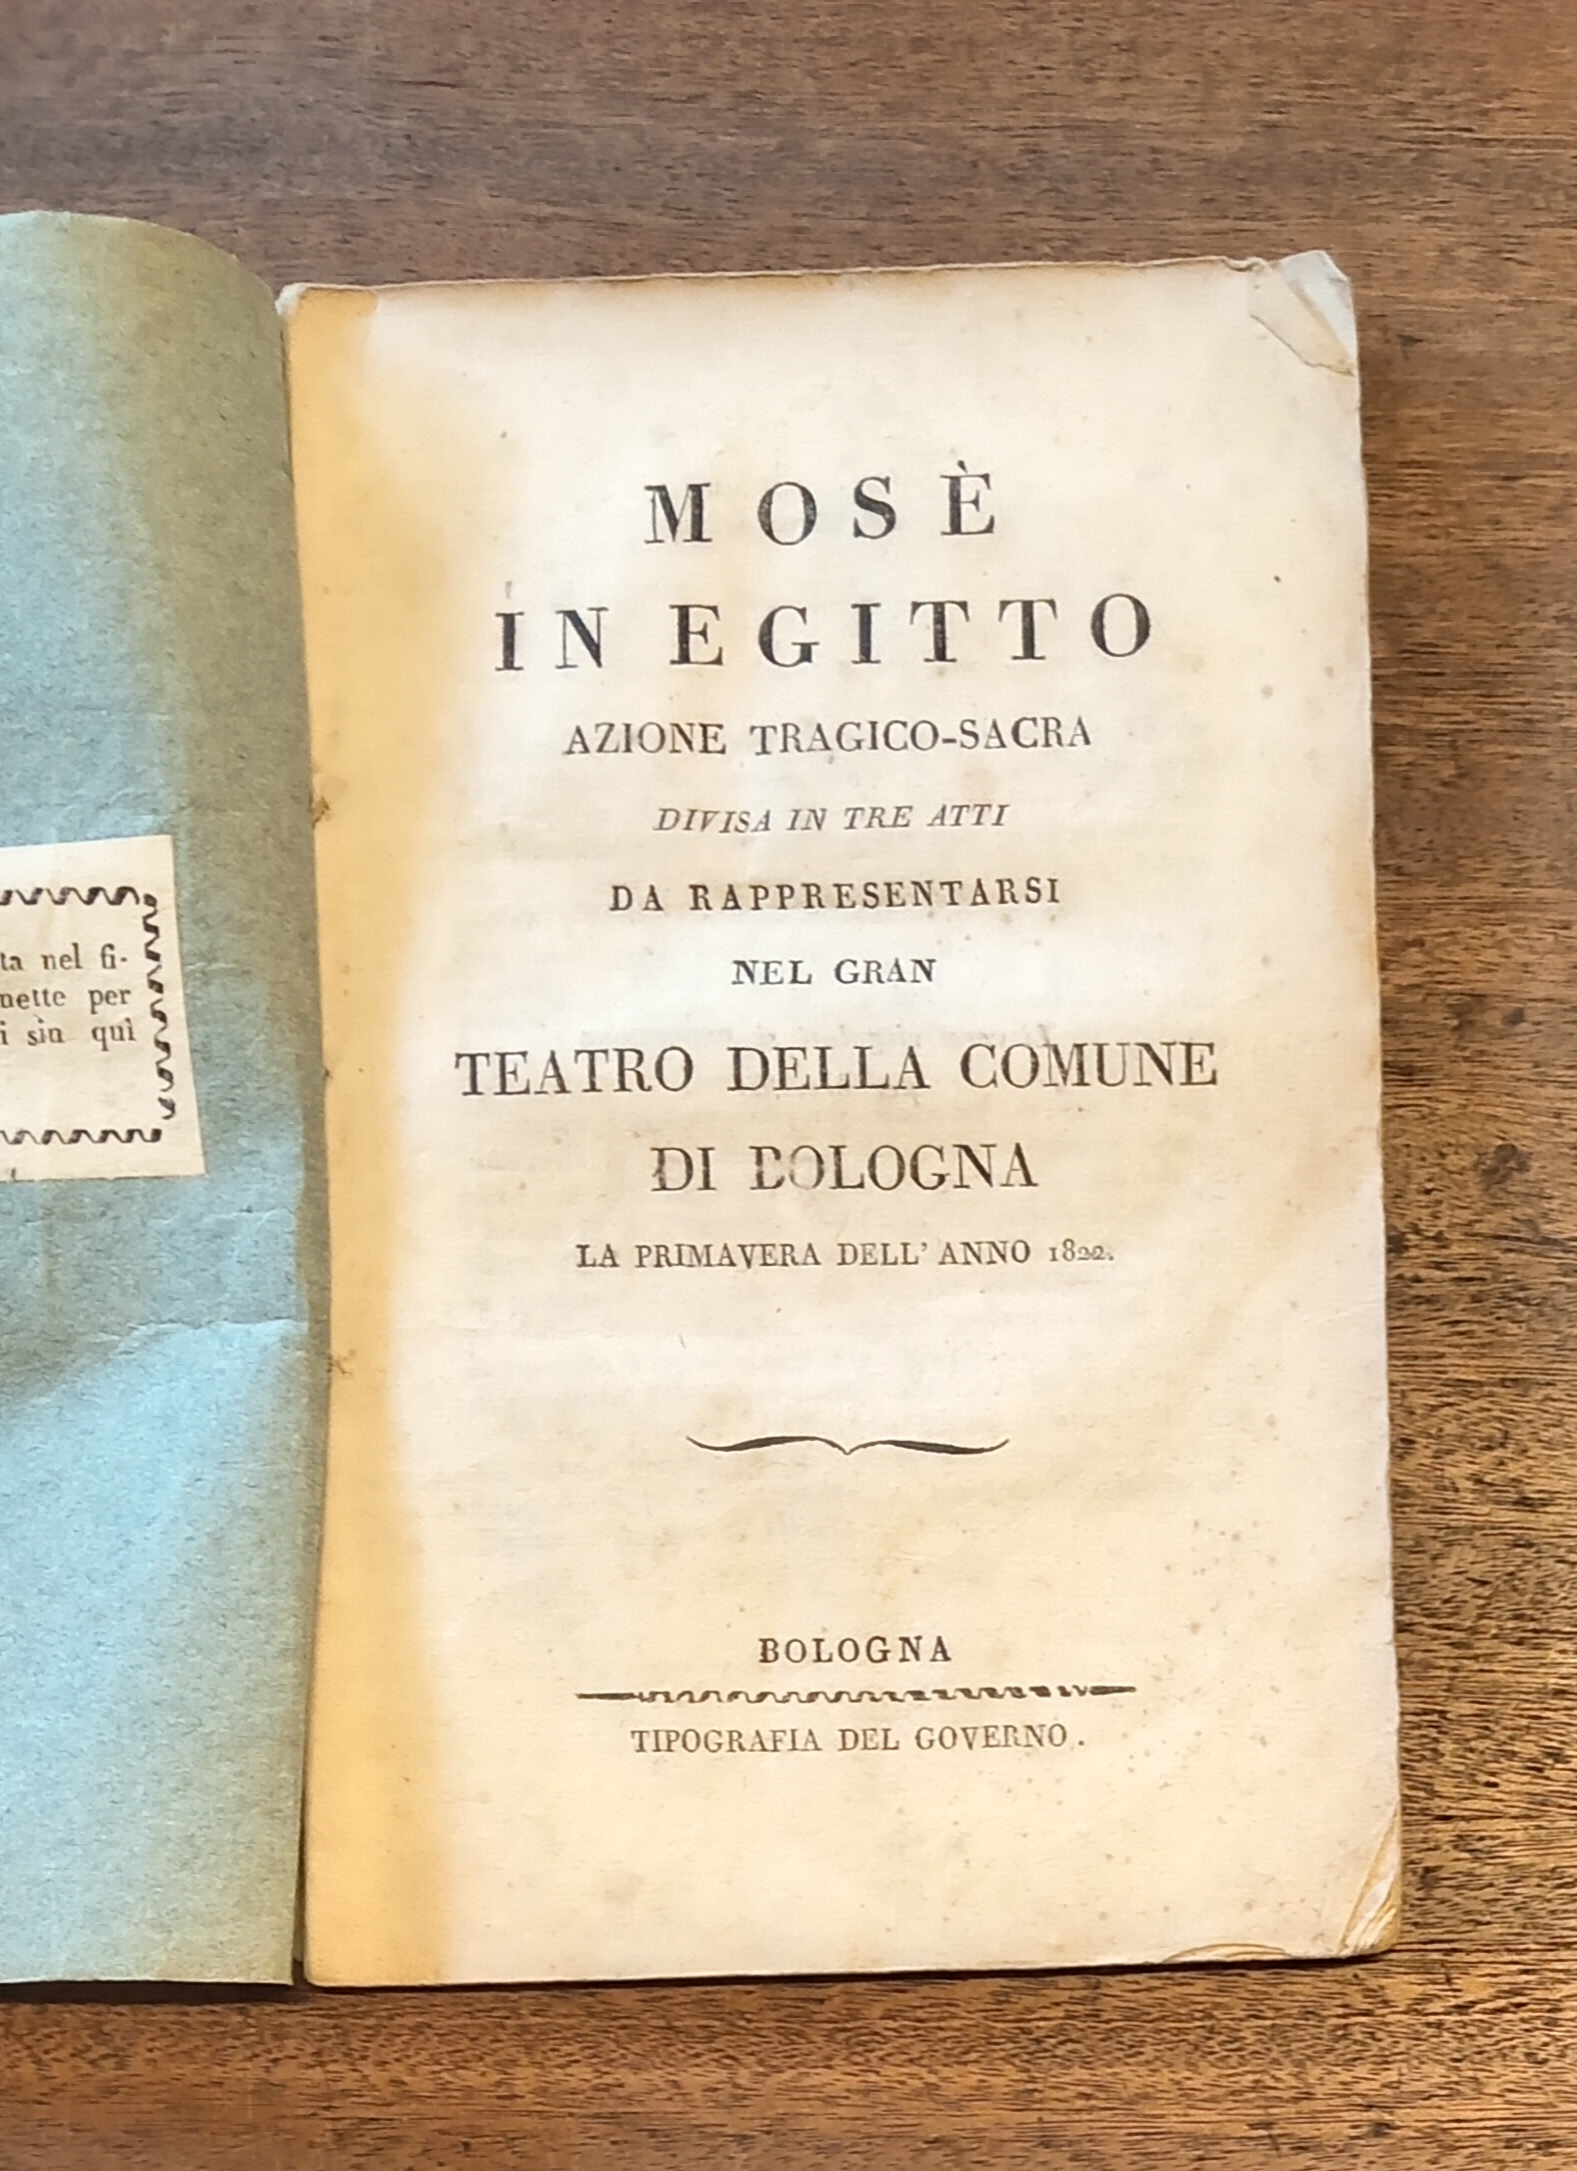 ta nel fi-
nette per
i sin quì
MOSÈ
IN EGITTO
AZIONE TRAGICO-SACRA
DIVISA IN TRE ATTI
DA RAPPRESENTARSI
NEL GRAN
TEATRO DELLA COMUNE
DI BOLOGNA
LA PRIMAVERA DELL' ANNO 1822.
BOLOGNA
TIPOGRAFIA DEL GOVERNO.